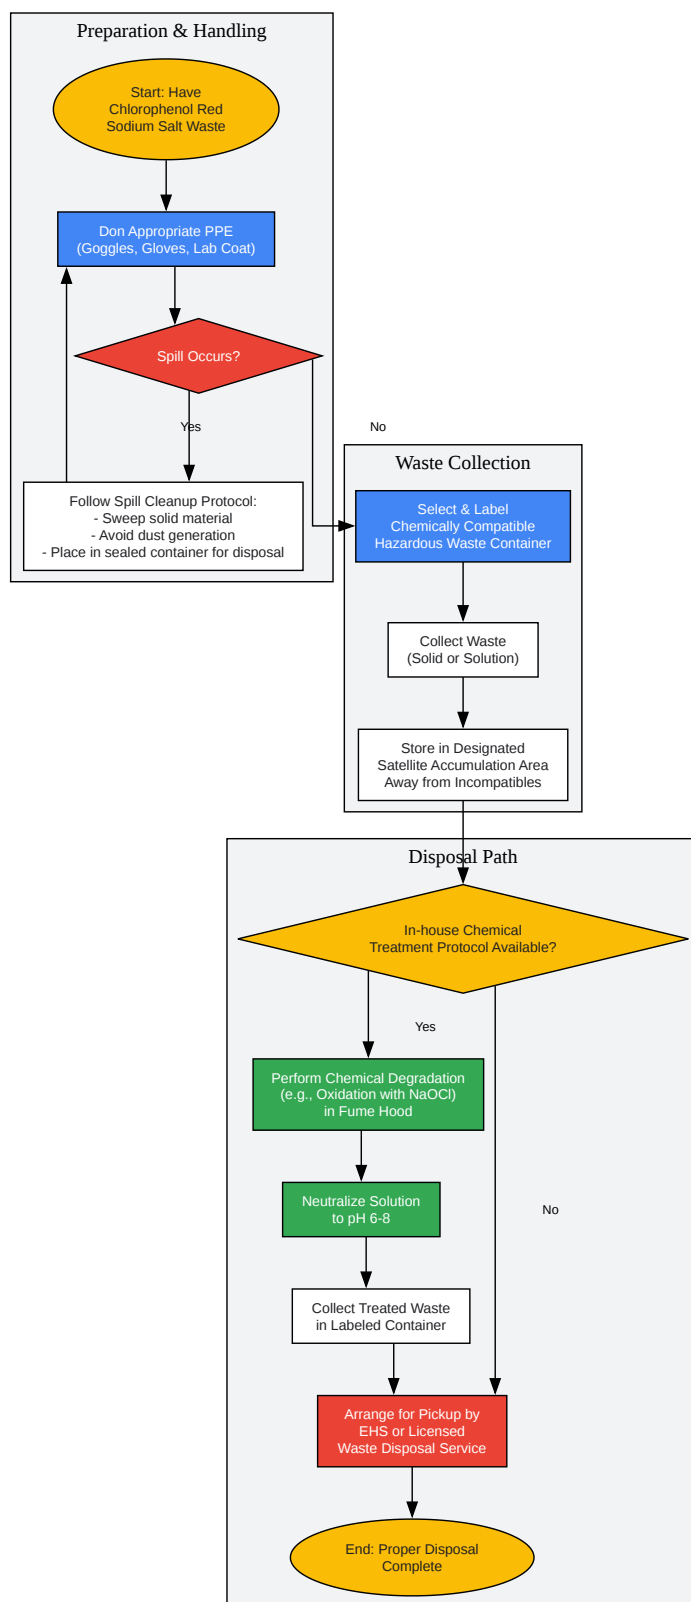 Preparation & Handling
Start: Have
Chlorophenol Red
Sodium Salt Waste
Don Appropriate PPE
(Goggles, Gloves, Lab Coat)
Spill Occurs?
Yes
No
Follow Spill Cleanup Protocol:
- Sweep solid material
- Avoid dust generation
- Place in sealed container for disposal
Waste Collection
Select & Label
Chemically Compatible
Hazardous Waste Container
Collect Waste
(Solid or Solution)
Store in Designated
Satellite Accumulation Area
Away from Incompatibles
Disposal Path
In-house Chemical
Treatment Protocol Available?
Yes
Perform Chemical Degradation
(e.g., Oxidation with NaOCl)
in Fume Hood
Neutralize Solution
to pH 6-8
No
Collect Treated Waste
in Labeled Container
Arrange for Pickup by
EHS or Licensed
Waste Disposal Service
End: Proper Disposal
Complete